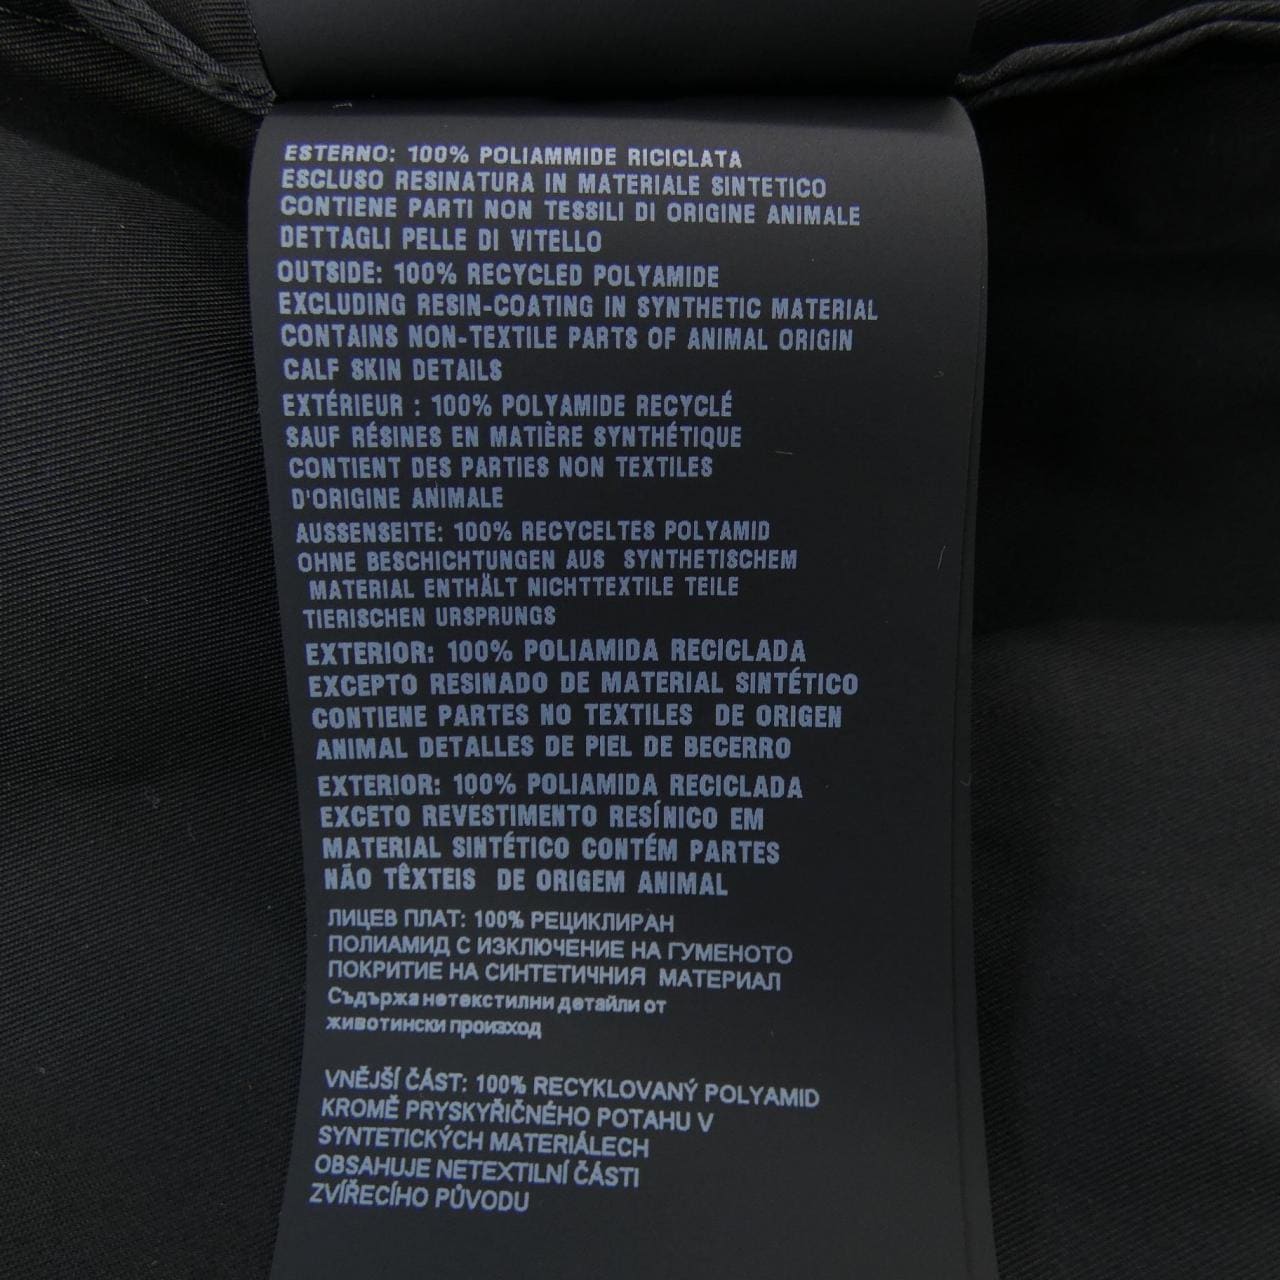 ESTERNO: 100% POLIAMMIDE RICICLATA
ESCLUSO RESINATURA IN MATERIALE SINTETICO
CONTIENE PARTI NON TESSILI DI ORIGINE ANIMALE
DETTAGLI PELLE DI VITELLO
OUTSIDE: 100% RECYCLED POLYAMIDE
EXCLUDING RESIN-COATING IN SYNTHETIC MATERIAL
CONTAINS NON-TEXTILE PARTS OF ANIMAL ORIGIN
CALF SKIN DETAILS
EXTÉRIEUR : 100% POLYAMIDE RECYCLÉ
SAUF RÉSINES EN MATIÈRE SYNTHÉTIQUE
CONTIENT DES PARTIES NON TEXTILES
D'ORIGINE ANIMALE
AUSSENSEITE: 100% RECYCELTES POLYAMID
OHNE BESCHICHTUNGEN AUS SYNTHETISCHEM
MATERIAL ENTHÄLT NICHTTEXTILE TEILE
TIERISCHEN URSPRUNGS
EXTERIOR: 100% POLIAMIDA RECICLADA
EXCEPTO RESINADO DE MATERIAL SINTÉTICO
CONTIENE PARTES NO TEXTILES DE ORIGEN
ANIMAL DETALLES DE PIEL DE BECERRO
EXTERIOR: 100% POLIAMIDA RECICLADA
EXCETO REVESTIMENTO RESÍNICO EM
MATERIAL SINTÉTICO CONTÉM PARTES
NÃO TÊXTEIS DE ORIGEM ANIMAL
ЛИЦЕВ ПЛАТ: 100% РЕЦИКЛИРАН
ПОЛИАМИД С ИЗКЛЮЧЕНИЕ НА ГУМЕНОТО
ПОКРИТИЕ НА СИНТЕТИЧНИЯ МАТЕРИАЛ
Съдържа нетекстилни детайли от
животински произход
VNĚJŠÍ ČÁST: 100% RECYKLOVANÝ POLYAMID
KROMĚ PRYSKYŘIČNÉHO POTAHU V
SYNTETICKÝCH MATERIÁLECH
OBSAHUJE NETEXTILNÍ ČÁSTI
ZVÍŘECÍHO PŮVODU